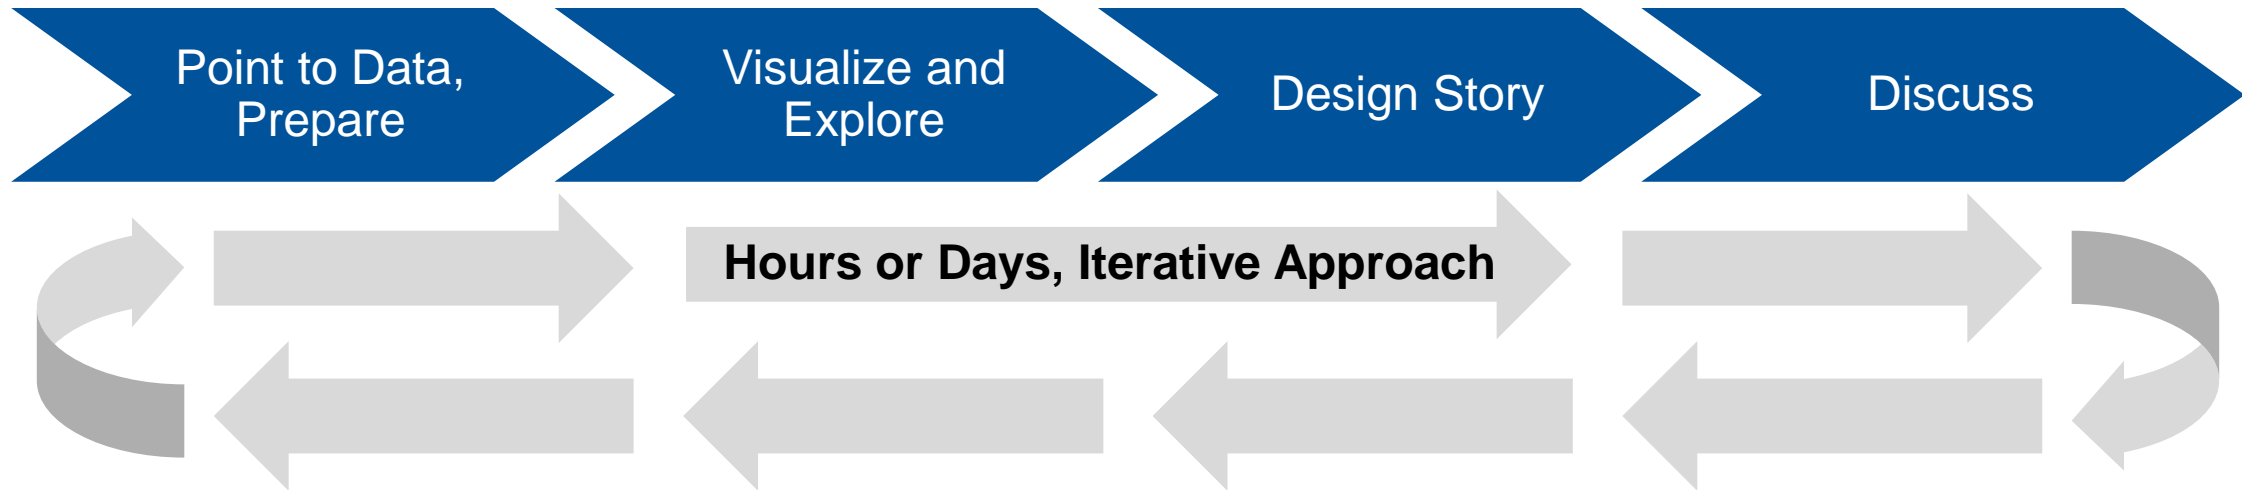 Point to Data,
Prepare
Visualize and
Explore
Design Story
Discuss
Hours or Days, Iterative Approach